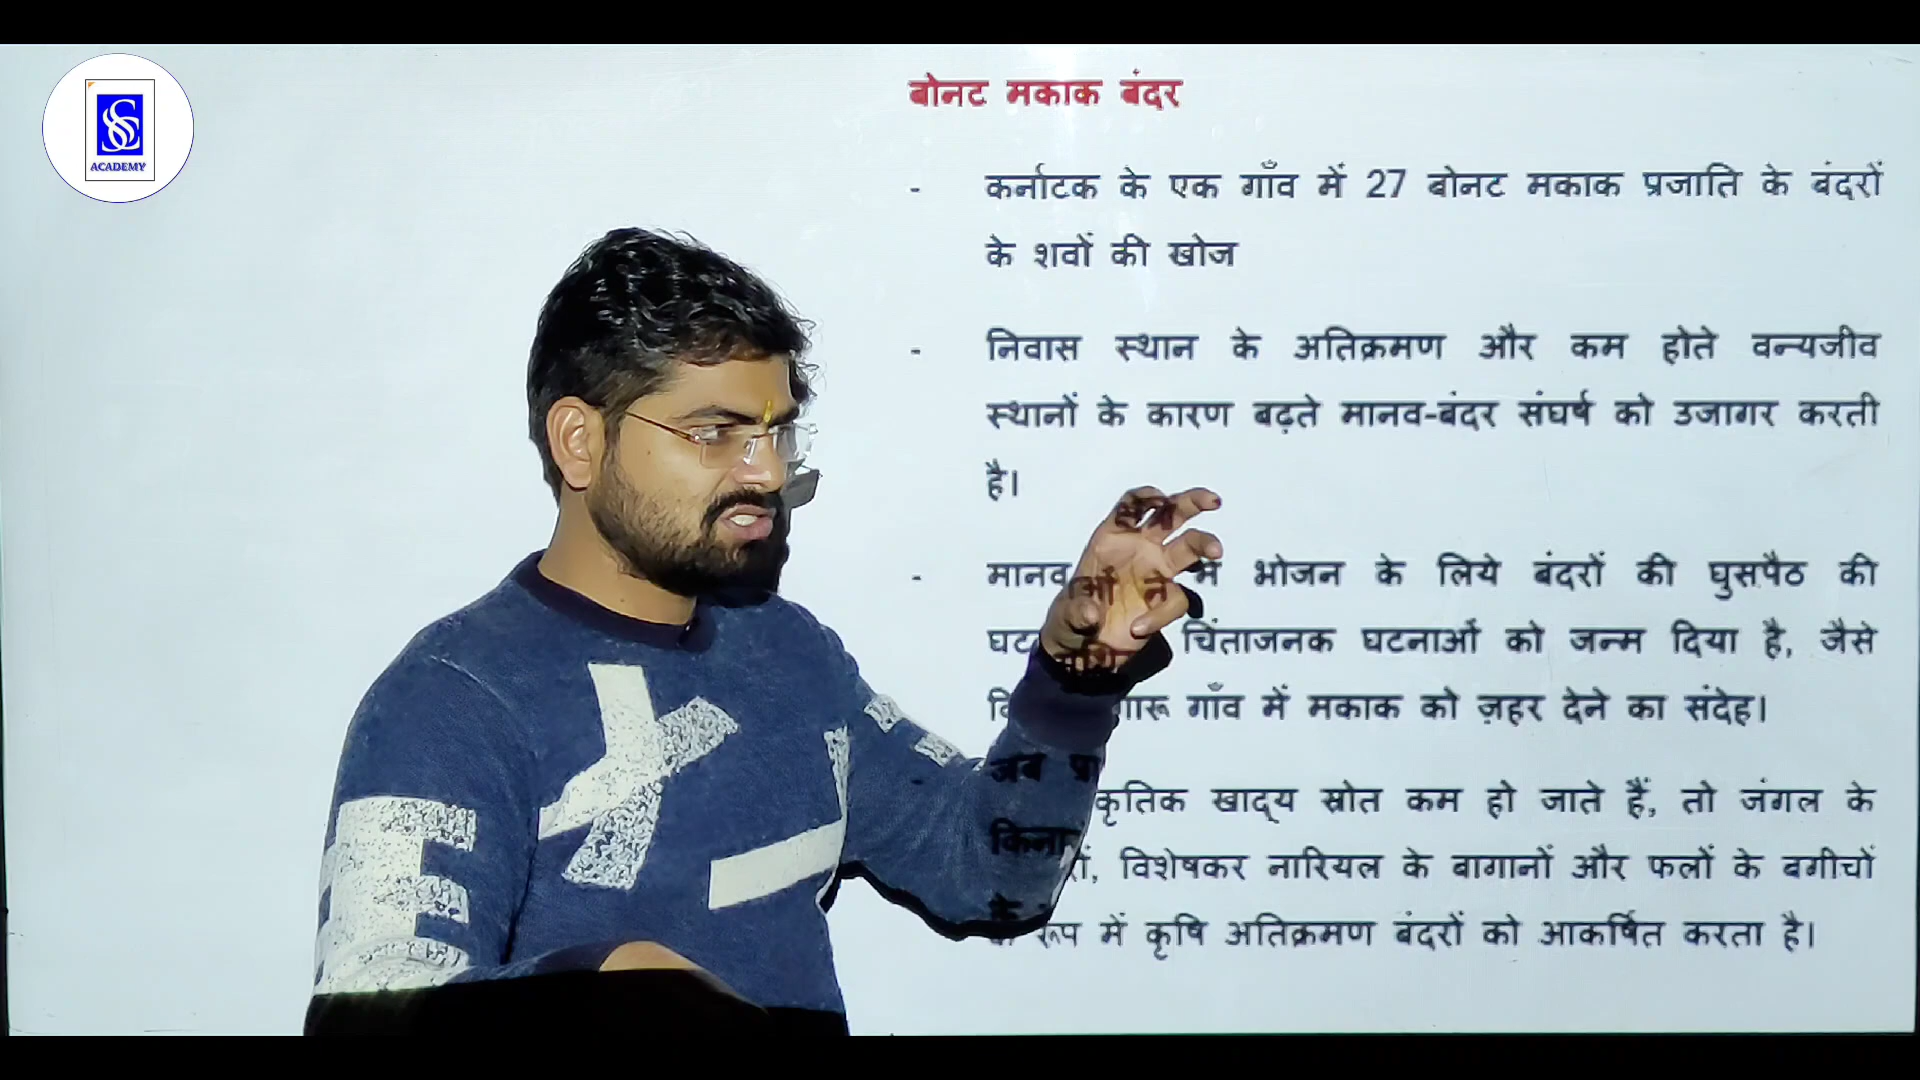 SSC
ACADEMY
बोनट मकाक बंदर
- कर्नाटक के एक गाँव में 27 बोनट मकाक प्रजाति के बंदरों
के शवों की खोज
- निवास स्थान के अतिक्रमण और कम होते वन्यजीव
स्थानों के कारण बढ़ते मानव-बंदर संघर्ष को उजागर करती
है।
- मानव में भोजन के लिये बंदरों की घुसपैठ की
चिंताजनक घटनाओं को जन्म दिया है, जैसे
गाँव में मकाक को ज़हर देने का संदेह।
- जब प्राकृतिक खाद्य स्रोत कम हो जाते हैं, तो जंगल के
किनारों, विशेषकर नारियल के बागानों और फलों के बगीचों
के रूप में कृषि अतिक्रमण बंदरों को आकर्षित करता है।